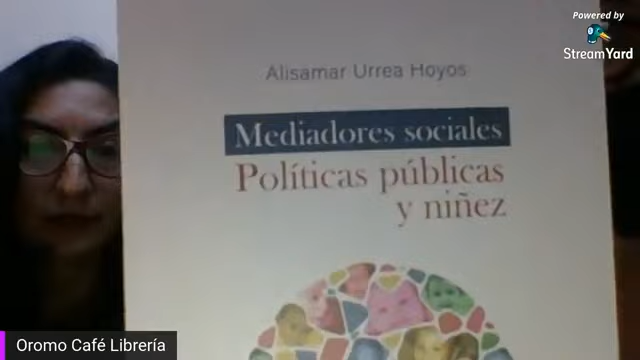 Powered by
StreamYard
Alisamar Urrea Hoyos
Mediadores sociales
Políticas públicas
y niñez
Oromo Café Librería